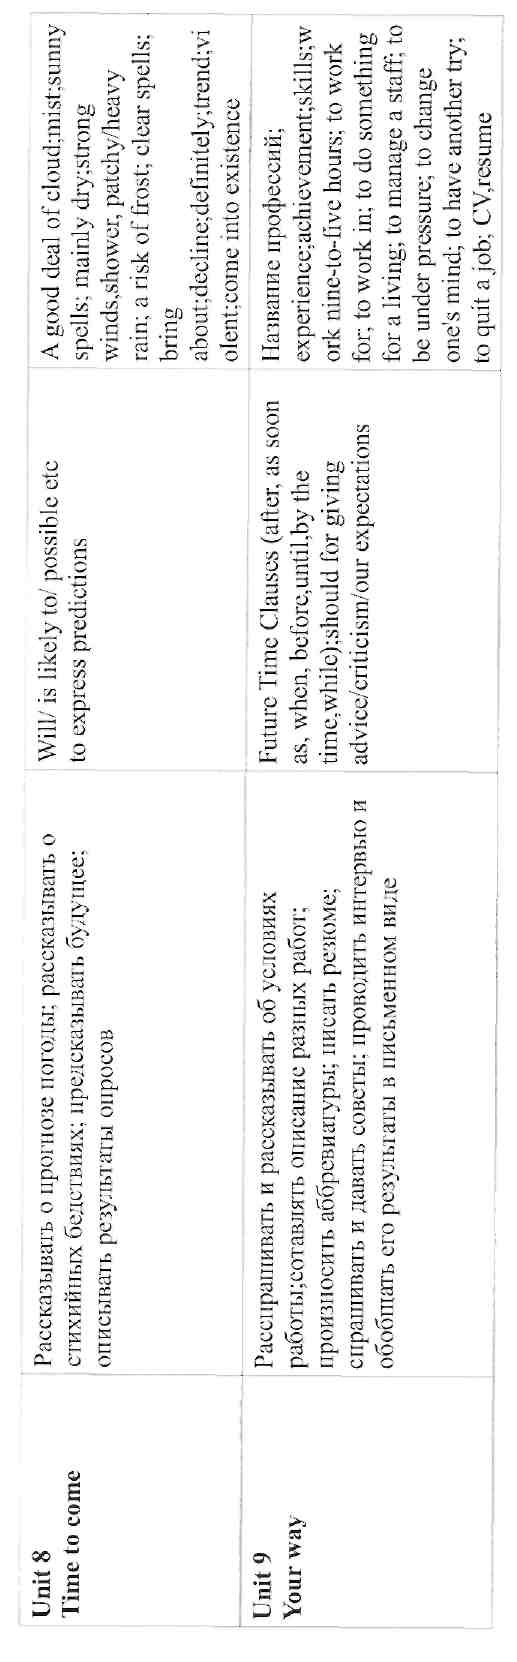 Unit 8
Time to come
Рассказывать о прогнозе погоды; рассказывать о
стихийных бедствиях; предсказывать будущее;
описывать результаты опросов
Will/ is likely to/ possible etc
to express predictions
A good deal of cloud;mist;sunny
spells; mainly dry;strong
winds,shower, patchy/heavy
rain; a risk of frost; clear spells;
bring
about;decline;definitely;trend;vi
olent;come into existence
Unit 9
Your way
Расспрашивать и рассказывать об условиях
работы;сотавлять описание разных работ;
произносить аббревиатуры; писать резюме;
спрашивать и давать советы; проводить интервью и
обобщать его результаты в письменном виде
Future Time Clauses (after, as soon
as, when, before,until,by the
time,while);should for giving
advice/criticism/our expectations
Название профессий;
experience;achievement;skills;w
ork nine-to-five hours; to work
for; to work in; to do something
for a living; to manage a staff; to
be under pressure; to change
one's mind; to have another try;
to quit a job; CV,resume